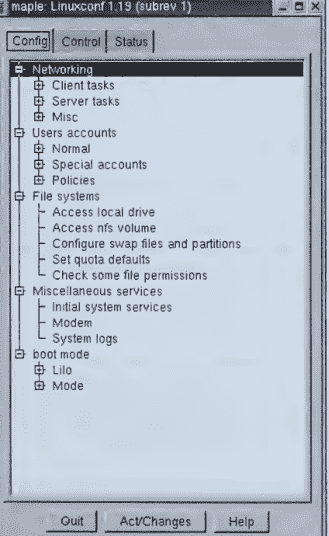 maple: Linuxconf 1.19 (subrev 1)
Config Control Status
Networking
Client tasks
Server tasks
Misc
Users accounts
Normal
Special accounts
Policies
File systems
Access local drive
Access nfs volume
Configure swap files and partitions
Set quota defaults
Check some file permissions
Miscellaneous services
Initial system services
Modem
System logs
boot mode
Lilo
Mode
Quit Act/Changes Help